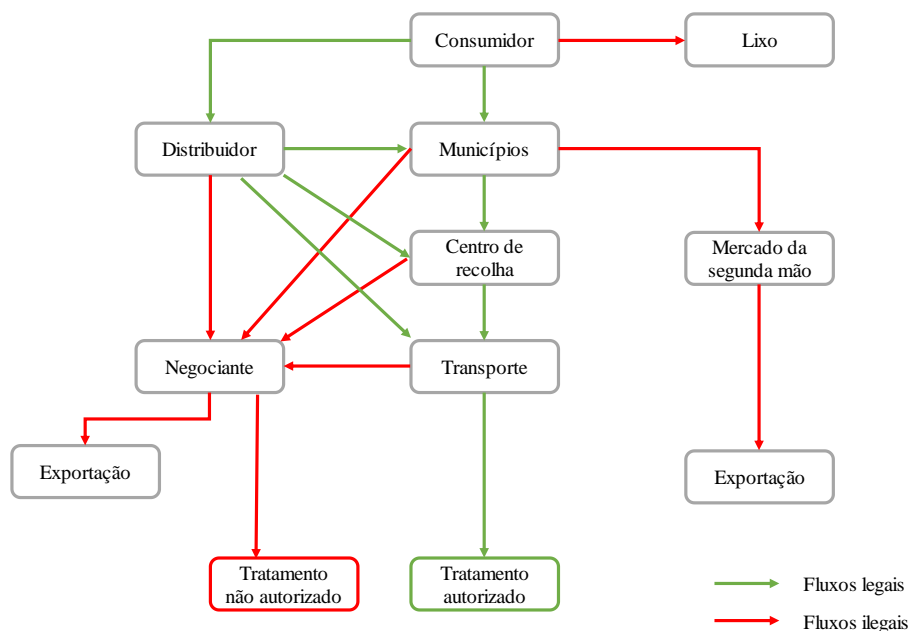 Consumidor
Lixo
Distribuidor
Municípios
Centro de
recolha
Mercado da
segunda mão
Negociante
Transporte
Exportação
Exportação
Tratamento
não autorizado
Tratamento
autorizado
Fluxos legais
Fluxos ilegais